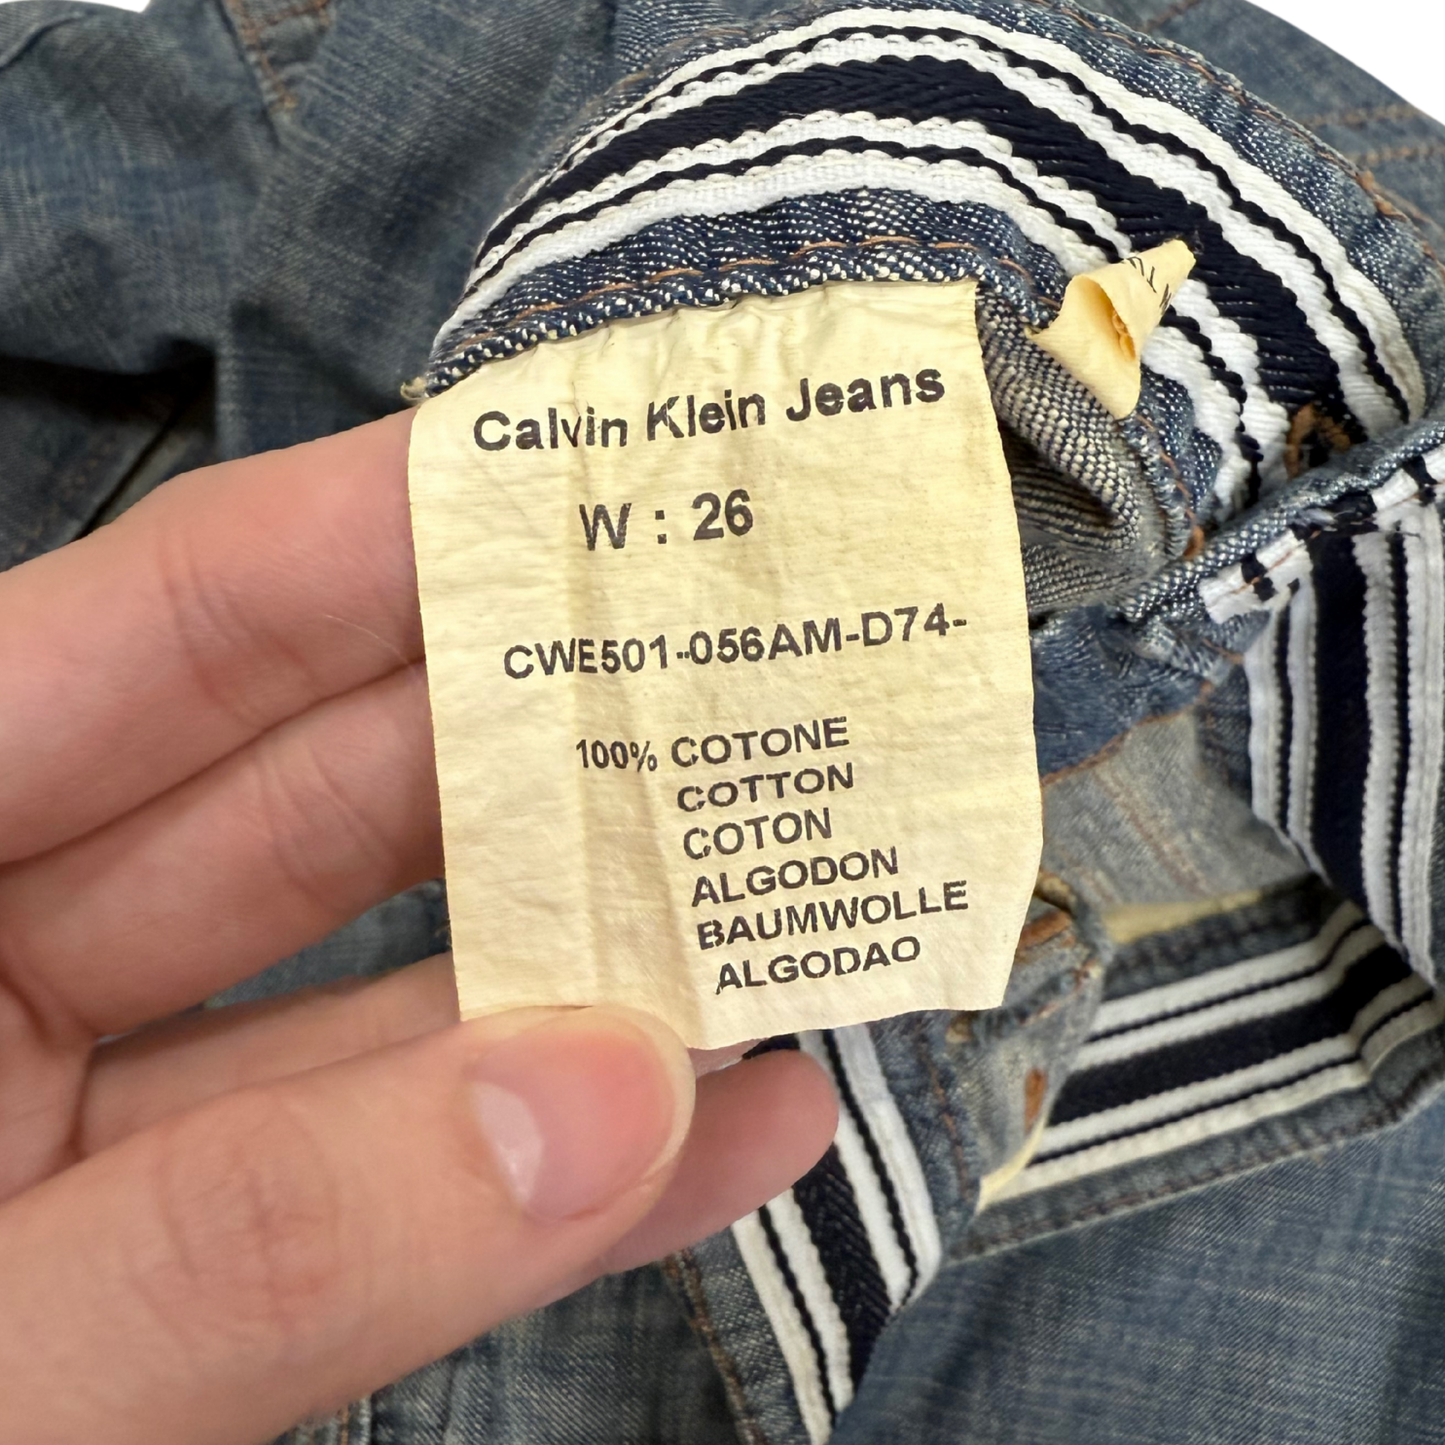 Calvin Klein Jeans
W : 26
CWE501-056AM-D74-
100% COTONE
COTTON
COTON
ALGODON
BAUMWOLLE
ALGODAO